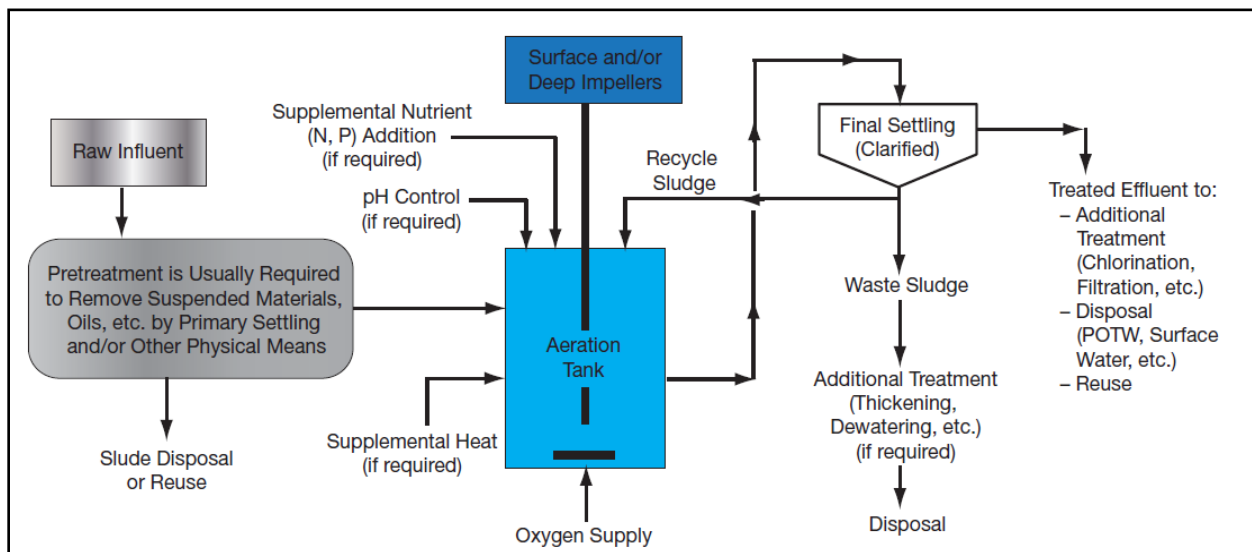 Surface and/or
Deep Impellers
Supplemental Nutrient
(N, P) Addition
(if required)
Raw Influent
pH Control
(if required)
Recycle
Sludge
Final Settling
(Clarified)
Treated Effluent to:
– Additional
Treatment
(Chlorination,
Filtration, etc.)
– Disposal
(POTW, Surface
Water, etc.)
– Reuse
Pretreatment is Usually Required
to Remove Suspended Materials,
Oils, etc. by Primary Settling
and/or Other Physical Means
Aeration
Tank
Waste Sludge
Additional Treatment
(Thickening,
Dewatering, etc.)
(if required)
Supplemental Heat
(if required)
Slude Disposal
or Reuse
Oxygen Supply
Disposal